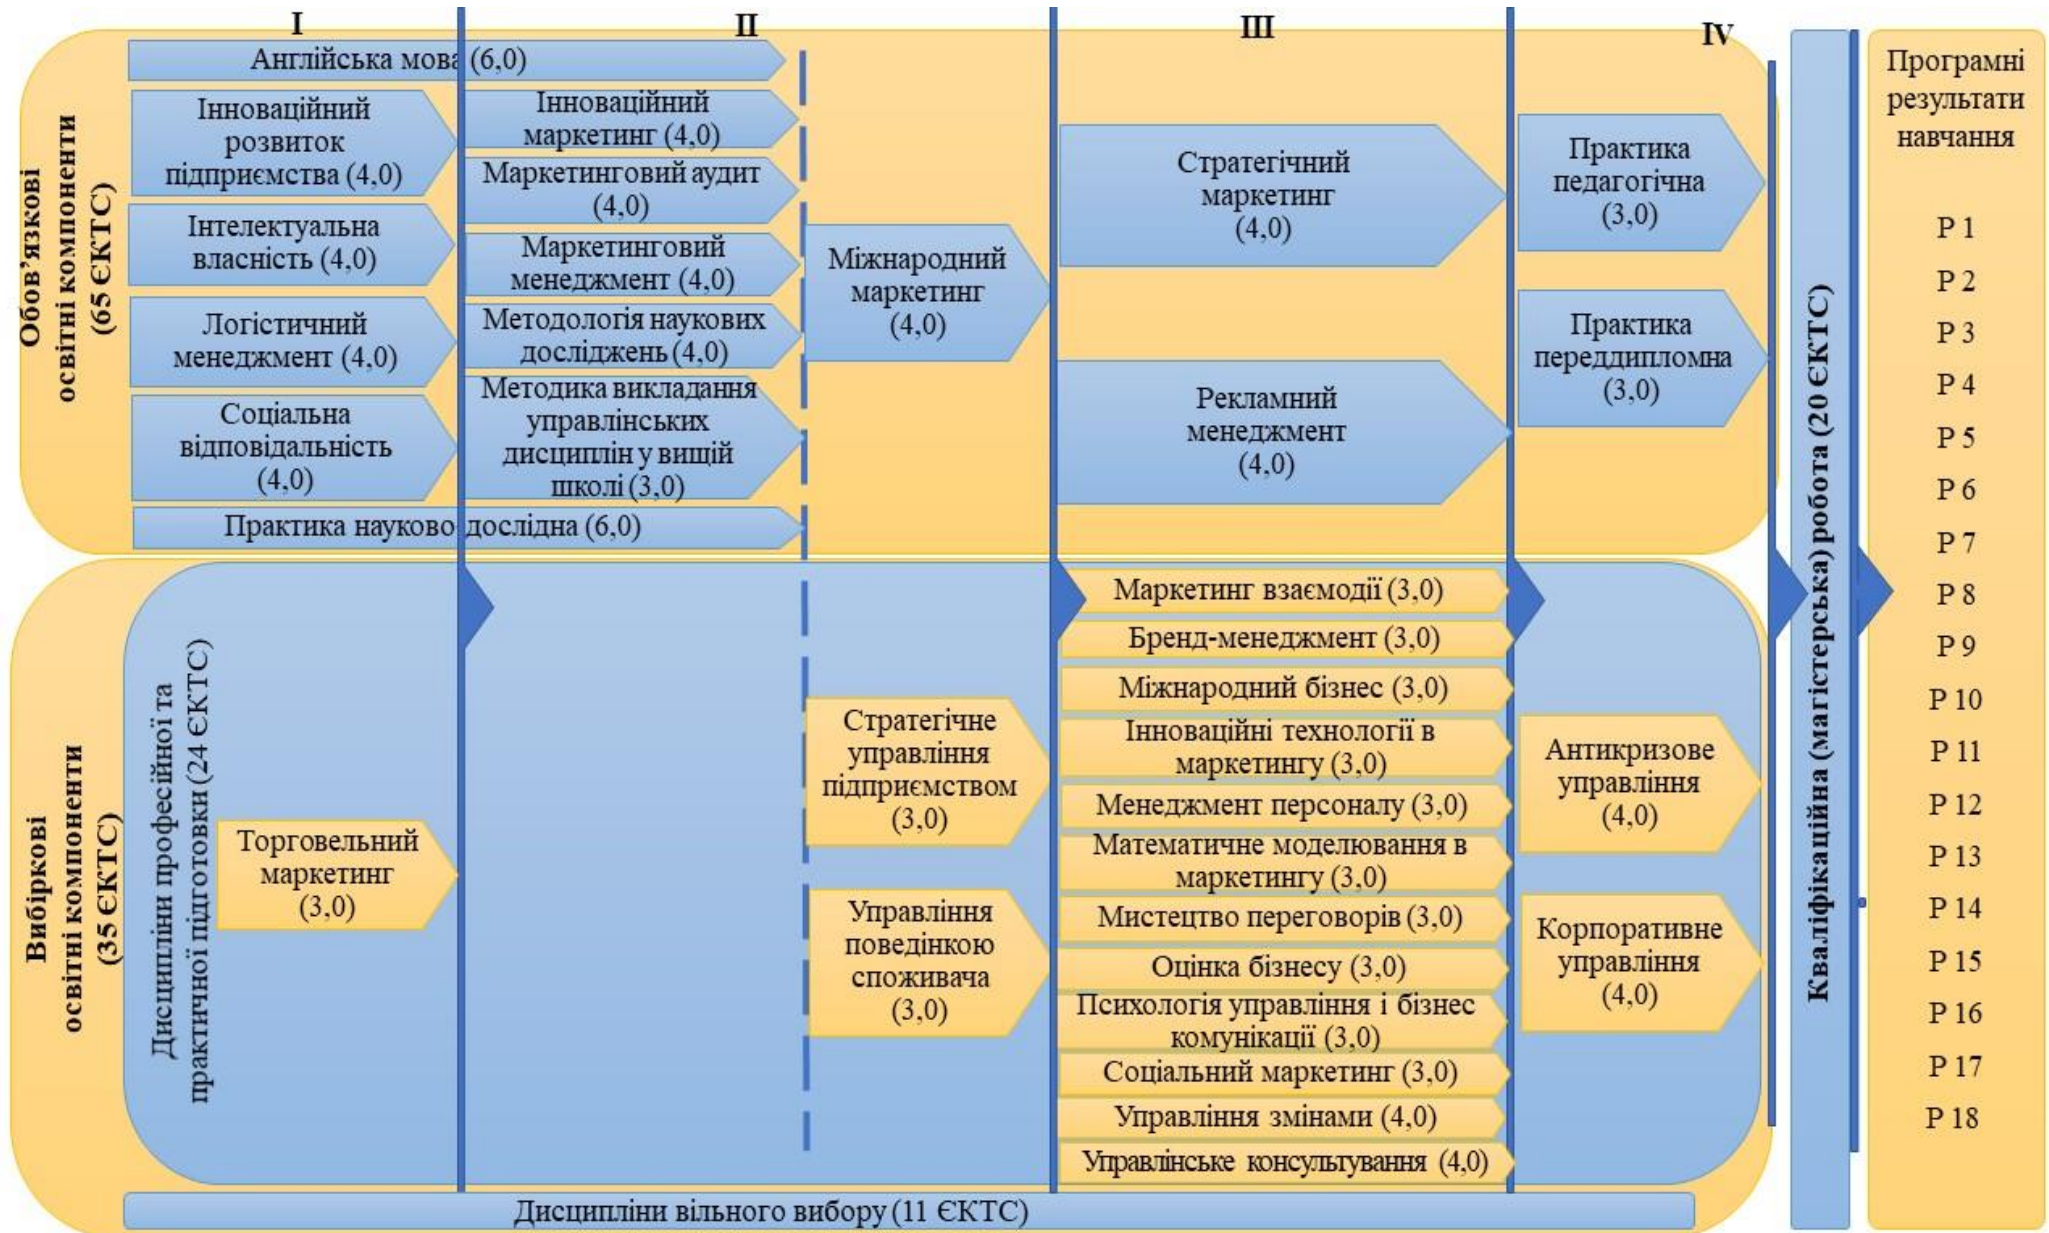 I
II
III
IV
Обов’язкові
освітні компоненти
(65 ЄКТС)
Англійська мова (6,0)
Інноваційний
розвиток
підприємства (4,0)
Інтелектуальна
власність (4,0)
Логістичний
менеджмент (4,0)
Соціальна
відповідальність
(4,0)
Практика науково-дослідна (6,0)
Інноваційний
маркетинг (4,0)
Маркетинговий аудит
(4,0)
Маркетинговий
менеджмент (4,0)
Методологія наукових
досліджень (4,0)
Методика викладання
управлінських
дисциплін у вищій
школі (3,0)
Міжнародний
маркетинг
(4,0)
Стратегічний
маркетинг
(4,0)
Рекламний
менеджмент
(4,0)
Практика
педагогічна
(3,0)
Практика
переддипломна
(3,0)
Вибіркові
освітні компоненти
(35 ЄКТС)
Дисципліни професійної та
практичної підготовки (24 ЄКТС)
Торговельний
маркетинг
(3,0)
Стратегічне
управління
підприємством
(3,0)
Управління
поведінкою
споживача
(3,0)
Маркетинг взаємодії (3,0)
Бренд-менеджмент (3,0)
Міжнародний бізнес (3,0)
Інноваційні технології в
маркетингу (3,0)
Менеджмент персоналу (3,0)
Математичне моделювання в
маркетингу (3,0)
Мистецтво переговорів (3,0)
Оцінка бізнесу (3,0)
Психологія управління і бізнес
комунікації (3,0)
Соціальний маркетинг (3,0)
Управління змінами (4,0)
Управлінське консультування (4,0)
Антикризове
управління
(4,0)
Корпоративне
управління
(4,0)
Дисципліни вільного вибору (11 ЄКТС)
Кваліфікаційна (магістерська) робота (20 ЄКТС)
Програмні
результати
навчання
Р 1
Р 2
Р 3
Р 4
Р 5
Р 6
Р 7
Р 8
Р 9
Р 10
Р 11
Р 12
Р 13
Р 14
Р 15
Р 16
Р 17
Р 18